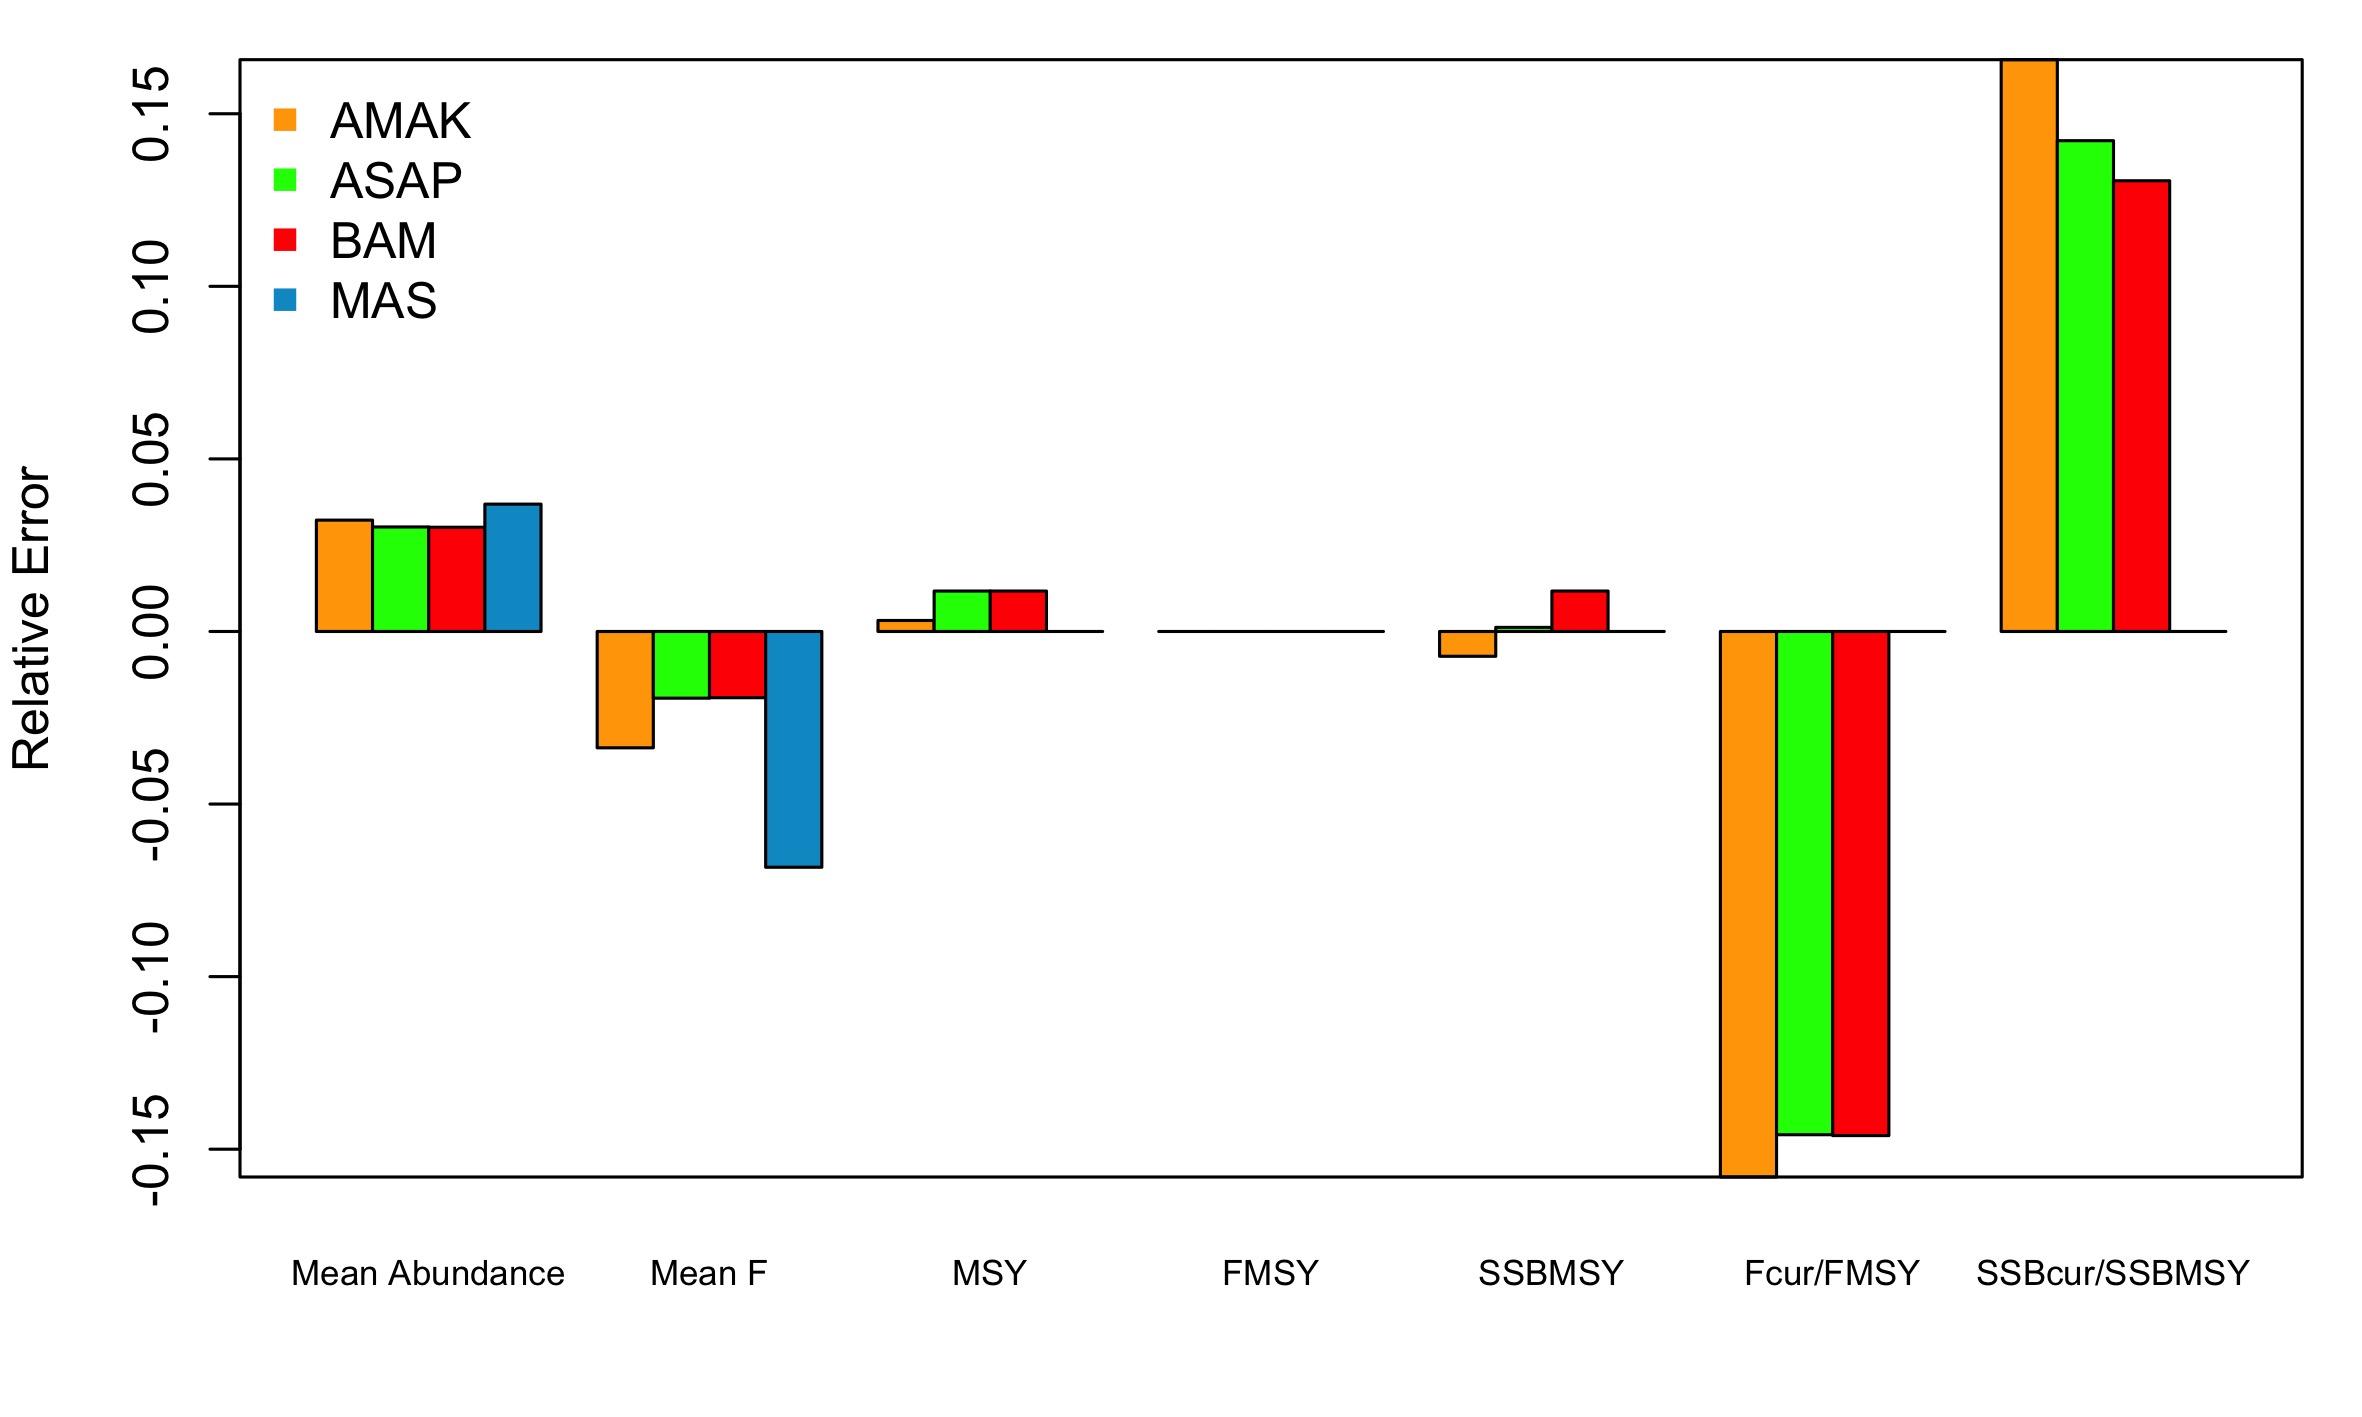 Relative Error
0.15
0.10
0.05
0.00
-0.05
-0.10
-0.15
AMAK
ASAP
BAM
MAS
Mean Abundance
Mean F
MSY
FMSY
SSBMSY
Fcur/FMSY
SSBcur/SSBMSY